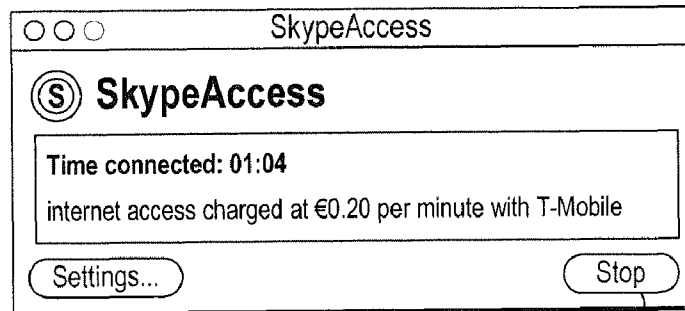 SkypeAccess
S SkypeAccess
Time connected: 01:04
internet access charged at €0.20 per minute with T-Mobile
Settings... Stop